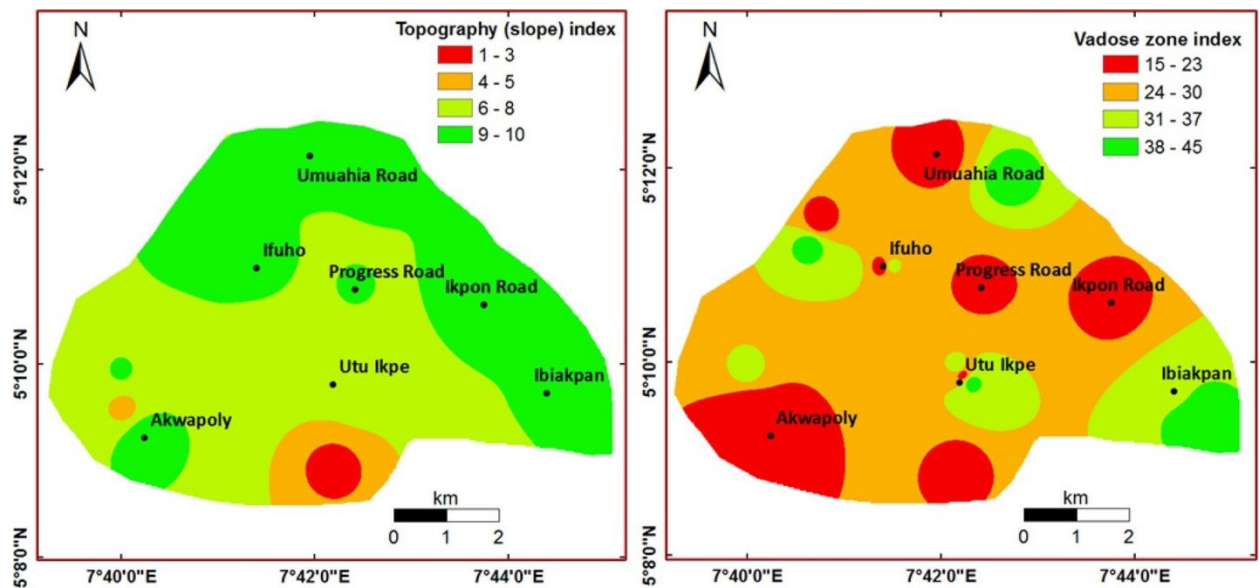 N
Topography (slope) index
1 - 3
4 - 5
6 - 8
9 - 10
Umuahia Road
Ifuho
Progress Road
Ikpon Road
Utu Ikpe
Ibiakpan
Akwapoly
km
0 1 2
5°12'0"N
5°10'0"N
5°8'0"N
7°40'0"E 7°42'0"E 7°44'0"E
N
Vadose zone index
15 - 23
24 - 30
31 - 37
38 - 45
Umuahia Road
Ifuho
Progress Road
Ikpon Road
Utu Ikpe
Ibiakpan
Akwapoly
km
0 1 2
5°12'0"N
5°10'0"N
5°8'0"N
7°40'0"E 7°42'0"E 7°44'0"E